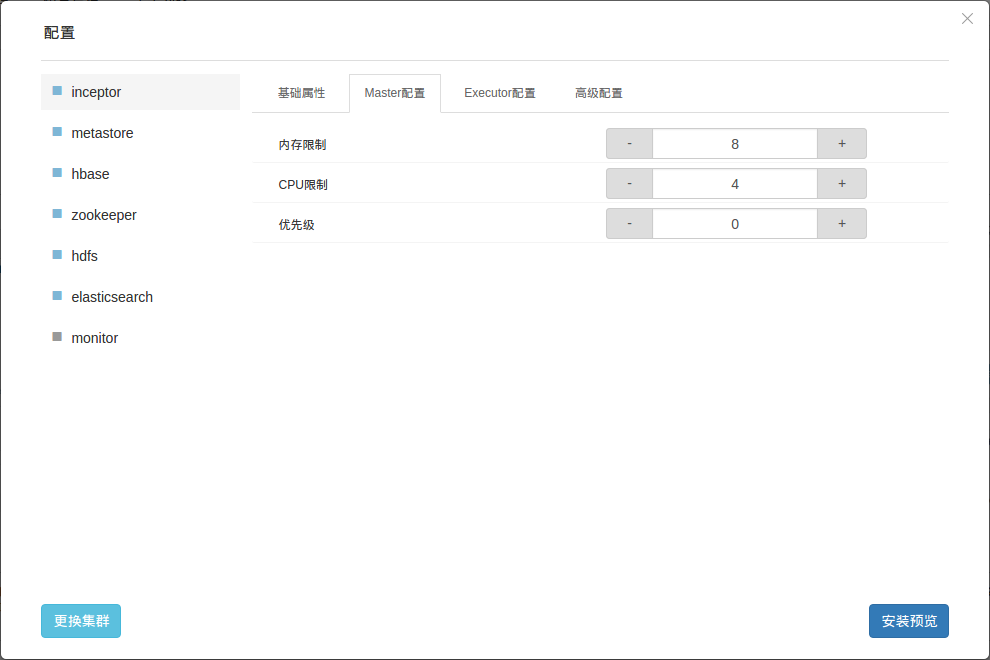 配置
inceptor
metastore
hbase
zookeeper
hdfs
elasticsearch
monitor
基础属性 Master配置 Executor配置 高级配置
内存限制 - 8 +
CPU限制 - 4 +
优先级 - 0 +
更换集群 安装预览